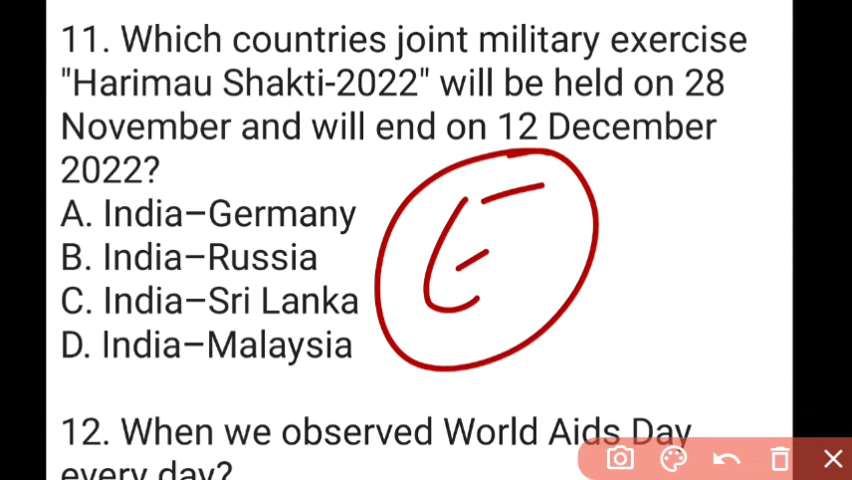 11. Which countries joint military exercise
"Harimau Shakti-2022" will be held on 28
November and will end on 12 December
2022?
A. India–Germany
B. India–Russia
C. India–Sri Lanka
D. India–Malaysia
E
12. When we observed World Aids Day
every day?